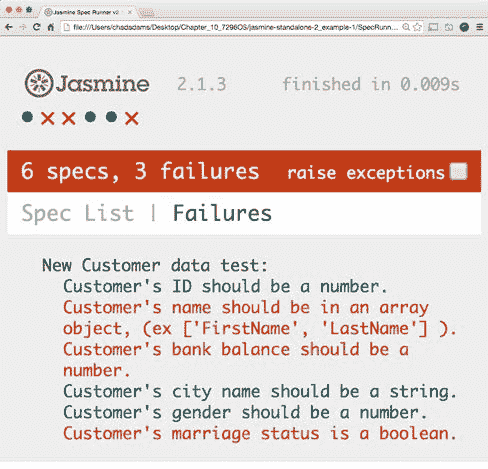 Jasmine Spec Runner v2.
file:///Users/chadadams/Desktop/Chapter_10_7296OS/jasmine-standalone-2_example-1/SpecRunner
Jasmine 2.1.3 finished in 0.009s
6 specs, 3 failures raise exceptions
Spec List | Failures
New Customer data test:
Customer's ID should be a number.
Customer's name should be in an array
object, (ex ['FirstName', 'LastName'] ).
Customer's bank balance should be a
number.
Customer's city name should be a string.
Customer's gender should be a number.
Customer's marriage status is a boolean.